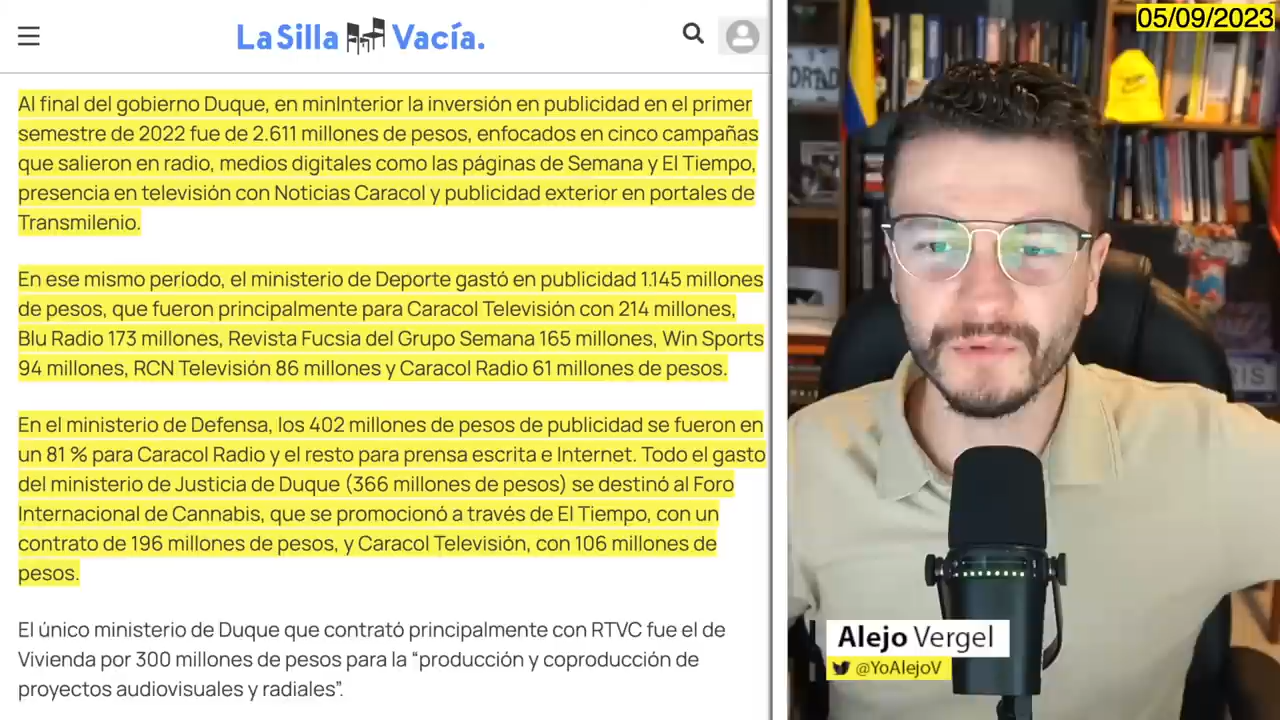 La Silla Vacía.
05/09/2023
Al final del gobierno Duque, en minInterior la inversión en publicidad en el primer
semestre de 2022 fue de 2.611 millones de pesos, enfocados en cinco campañas
que salieron en radio, medios digitales como las páginas de Semana y El Tiempo,
presencia en televisión con Noticias Caracol y publicidad exterior en portales de
Transmilenio.
En ese mismo período, el ministerio de Deporte gastó en publicidad 1.145 millones
de pesos, que fueron principalmente para Caracol Televisión con 214 millones,
Blu Radio 173 millones, Revista Fucsia del Grupo Semana 165 millones, Win Sports
94 millones, RCN Televisión 86 millones y Caracol Radio 61 millones de pesos.
En el ministerio de Defensa, los 402 millones de pesos de publicidad se fueron en
un 81 % para Caracol Radio y el resto para prensa escrita e Internet. Todo el gasto
del ministerio de Justicia de Duque (366 millones de pesos) se destinó al Foro
Internacional de Cannabis, que se promocionó a través de El Tiempo, con un
contrato de 196 millones de pesos, y Caracol Televisión, con 106 millones de
pesos.
El único ministerio de Duque que contrató principalmente con RTVC fue el de
Vivienda por 300 millones de pesos para la “producción y coproducción de
proyectos audiovisuales y radiales”.
Alejo Vergel
@YoAlejoV